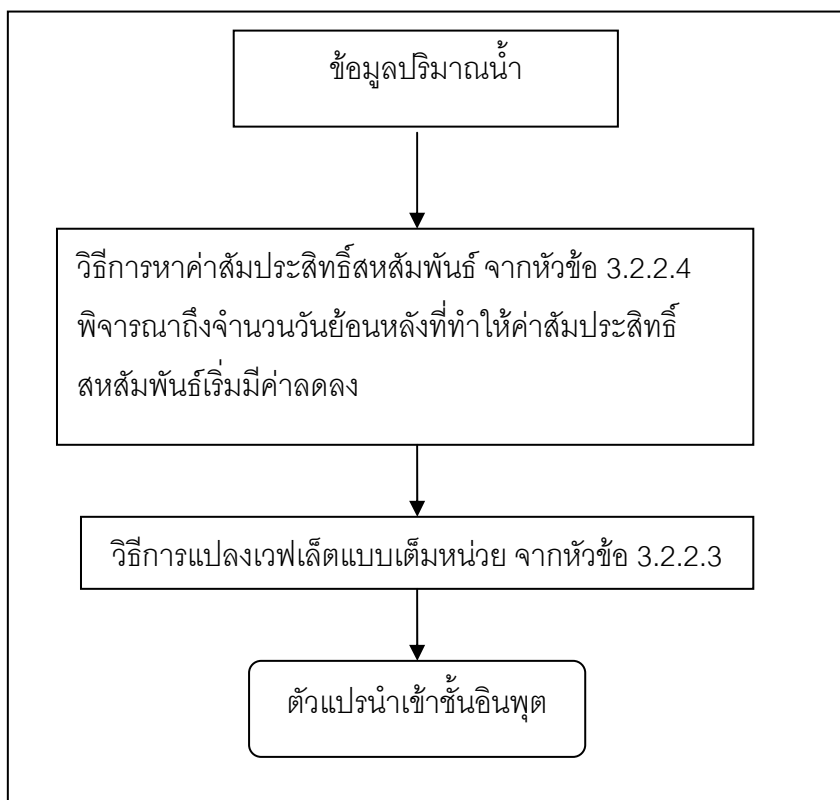 ข้อมูลปริมาณน้ำ
วิธีการหาค่าสัมประสิทธิ์สหสัมพันธ์ จากหัวข้อ 3.2.2.4
พิจารณาถึงจำนวนวันย้อนหลังที่ทำให้ค่าสัมประสิทธิ์
สหสัมพันธ์เริ่มมีค่าลดลง
วิธีการแปลงเวฟเล็ตแบบเต็มหน่วย จากหัวข้อ 3.2.2.3
ตัวแปรนำเข้าชั้นอินพุต